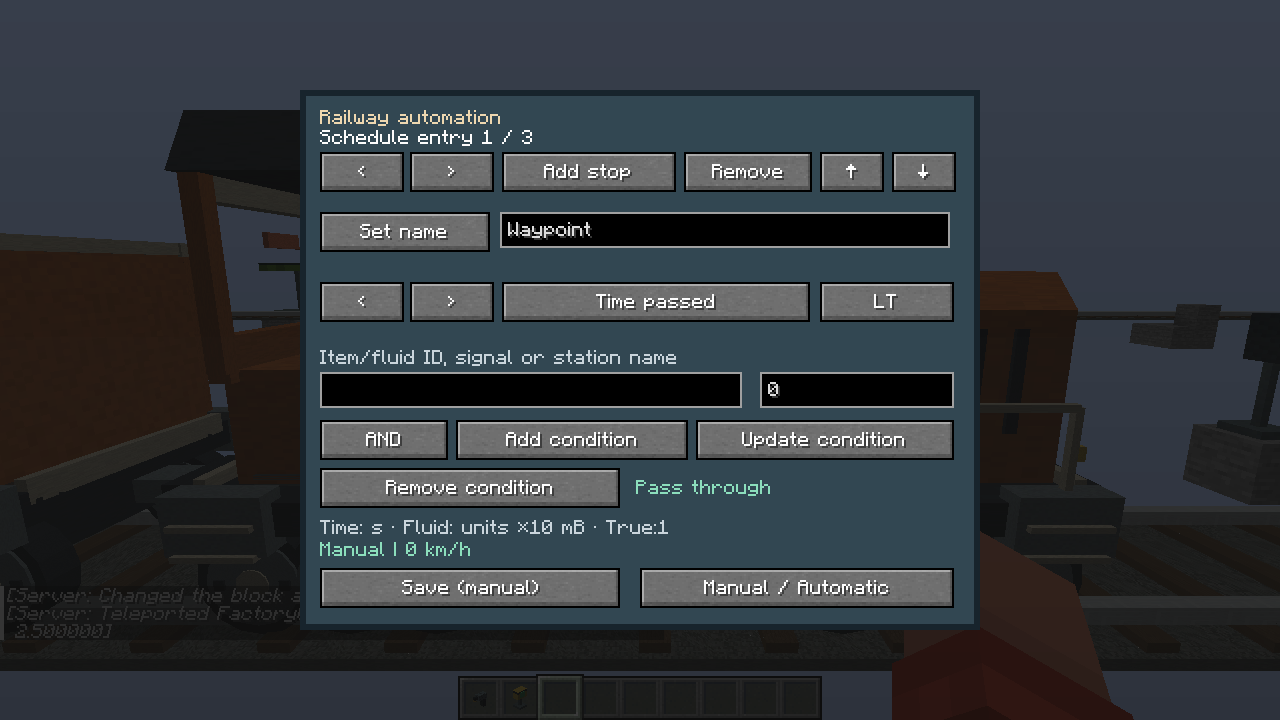 Railway automation
Schedule entry 1 / 3
< > Add stop Remove ↑ ↓
Set name Waypoint
< > Time passed LT
Item/fluid ID, signal or station name
0
AND Add condition Update condition
Remove condition Pass through
Time: s · Fluid: units ×10 mB · True:1
Manual | 0 km/h
Save (manual) Manual / Automatic
[Server: Changed the block a
[Server: Teleported Factory
2.500000]